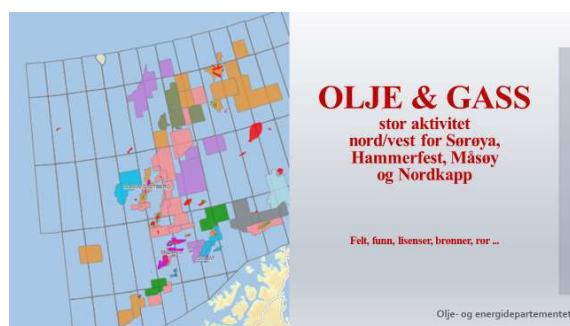 OLJE & GASS
stor aktivitet
nord/vest for Sørøya,
Hammerfest, Måsøy
og Nordkapp
Felt, funn, lisenser, brønner, rør ...
Olje- og energidepartementet